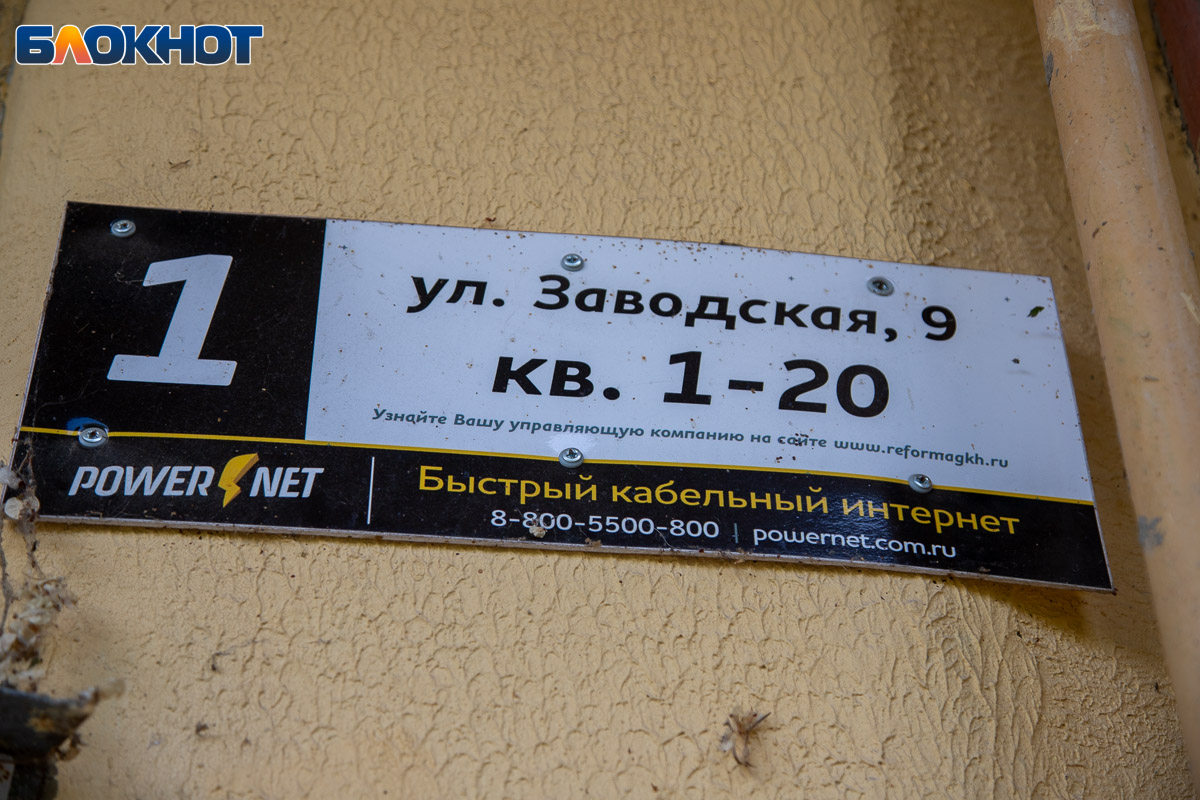 БЛОКНОТ
1
ул. Заводская, 9
кв. 1-20
Узнайте Вашу управляющую компанию на сайте www.reformagkh.ru
POWER NET
Быстрый кабельный интернет
8-800-5500-800 | powernet.com.ru